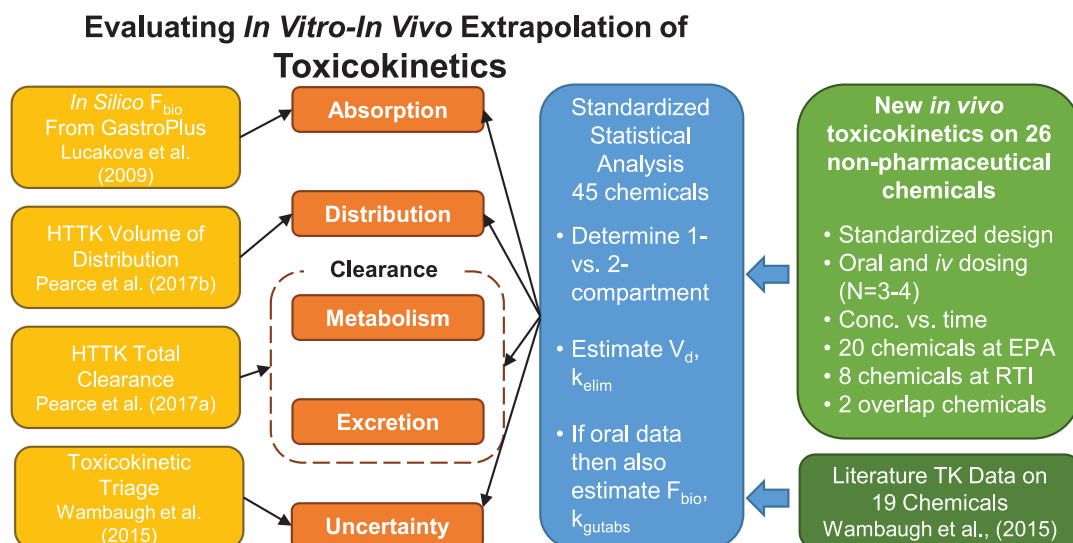 Evaluating In Vitro-In Vivo Extrapolation of
Toxicokinetics
In Silico Fbio
From GastroPlus
Lucakova et al.
(2009)
HTTK Volume of
Distribution
Pearce et al. (2017b)
HTTK Total
Clearance
Pearce et al. (2017a)
Toxicokinetic
Triage
Wambaugh et al.
(2015)
Absorption
Distribution
Clearance
Metabolism
Excretion
Uncertainty
Standardized
Statistical
Analysis
45 chemicals
• Determine 1-
vs. 2-
compartment
• Estimate Vd,
kelim
• If oral data
then also
estimate Fbio,
kgutabs
New in vivo
toxicokinetics on 26
non-pharmaceutical
chemicals
• Standardized design
• Oral and iv dosing
(N=3-4)
• Conc. vs. time
• 20 chemicals at EPA
• 8 chemicals at RTI
• 2 overlap chemicals
Literature TK Data on
19 Chemicals
Wambaugh et al., (2015)